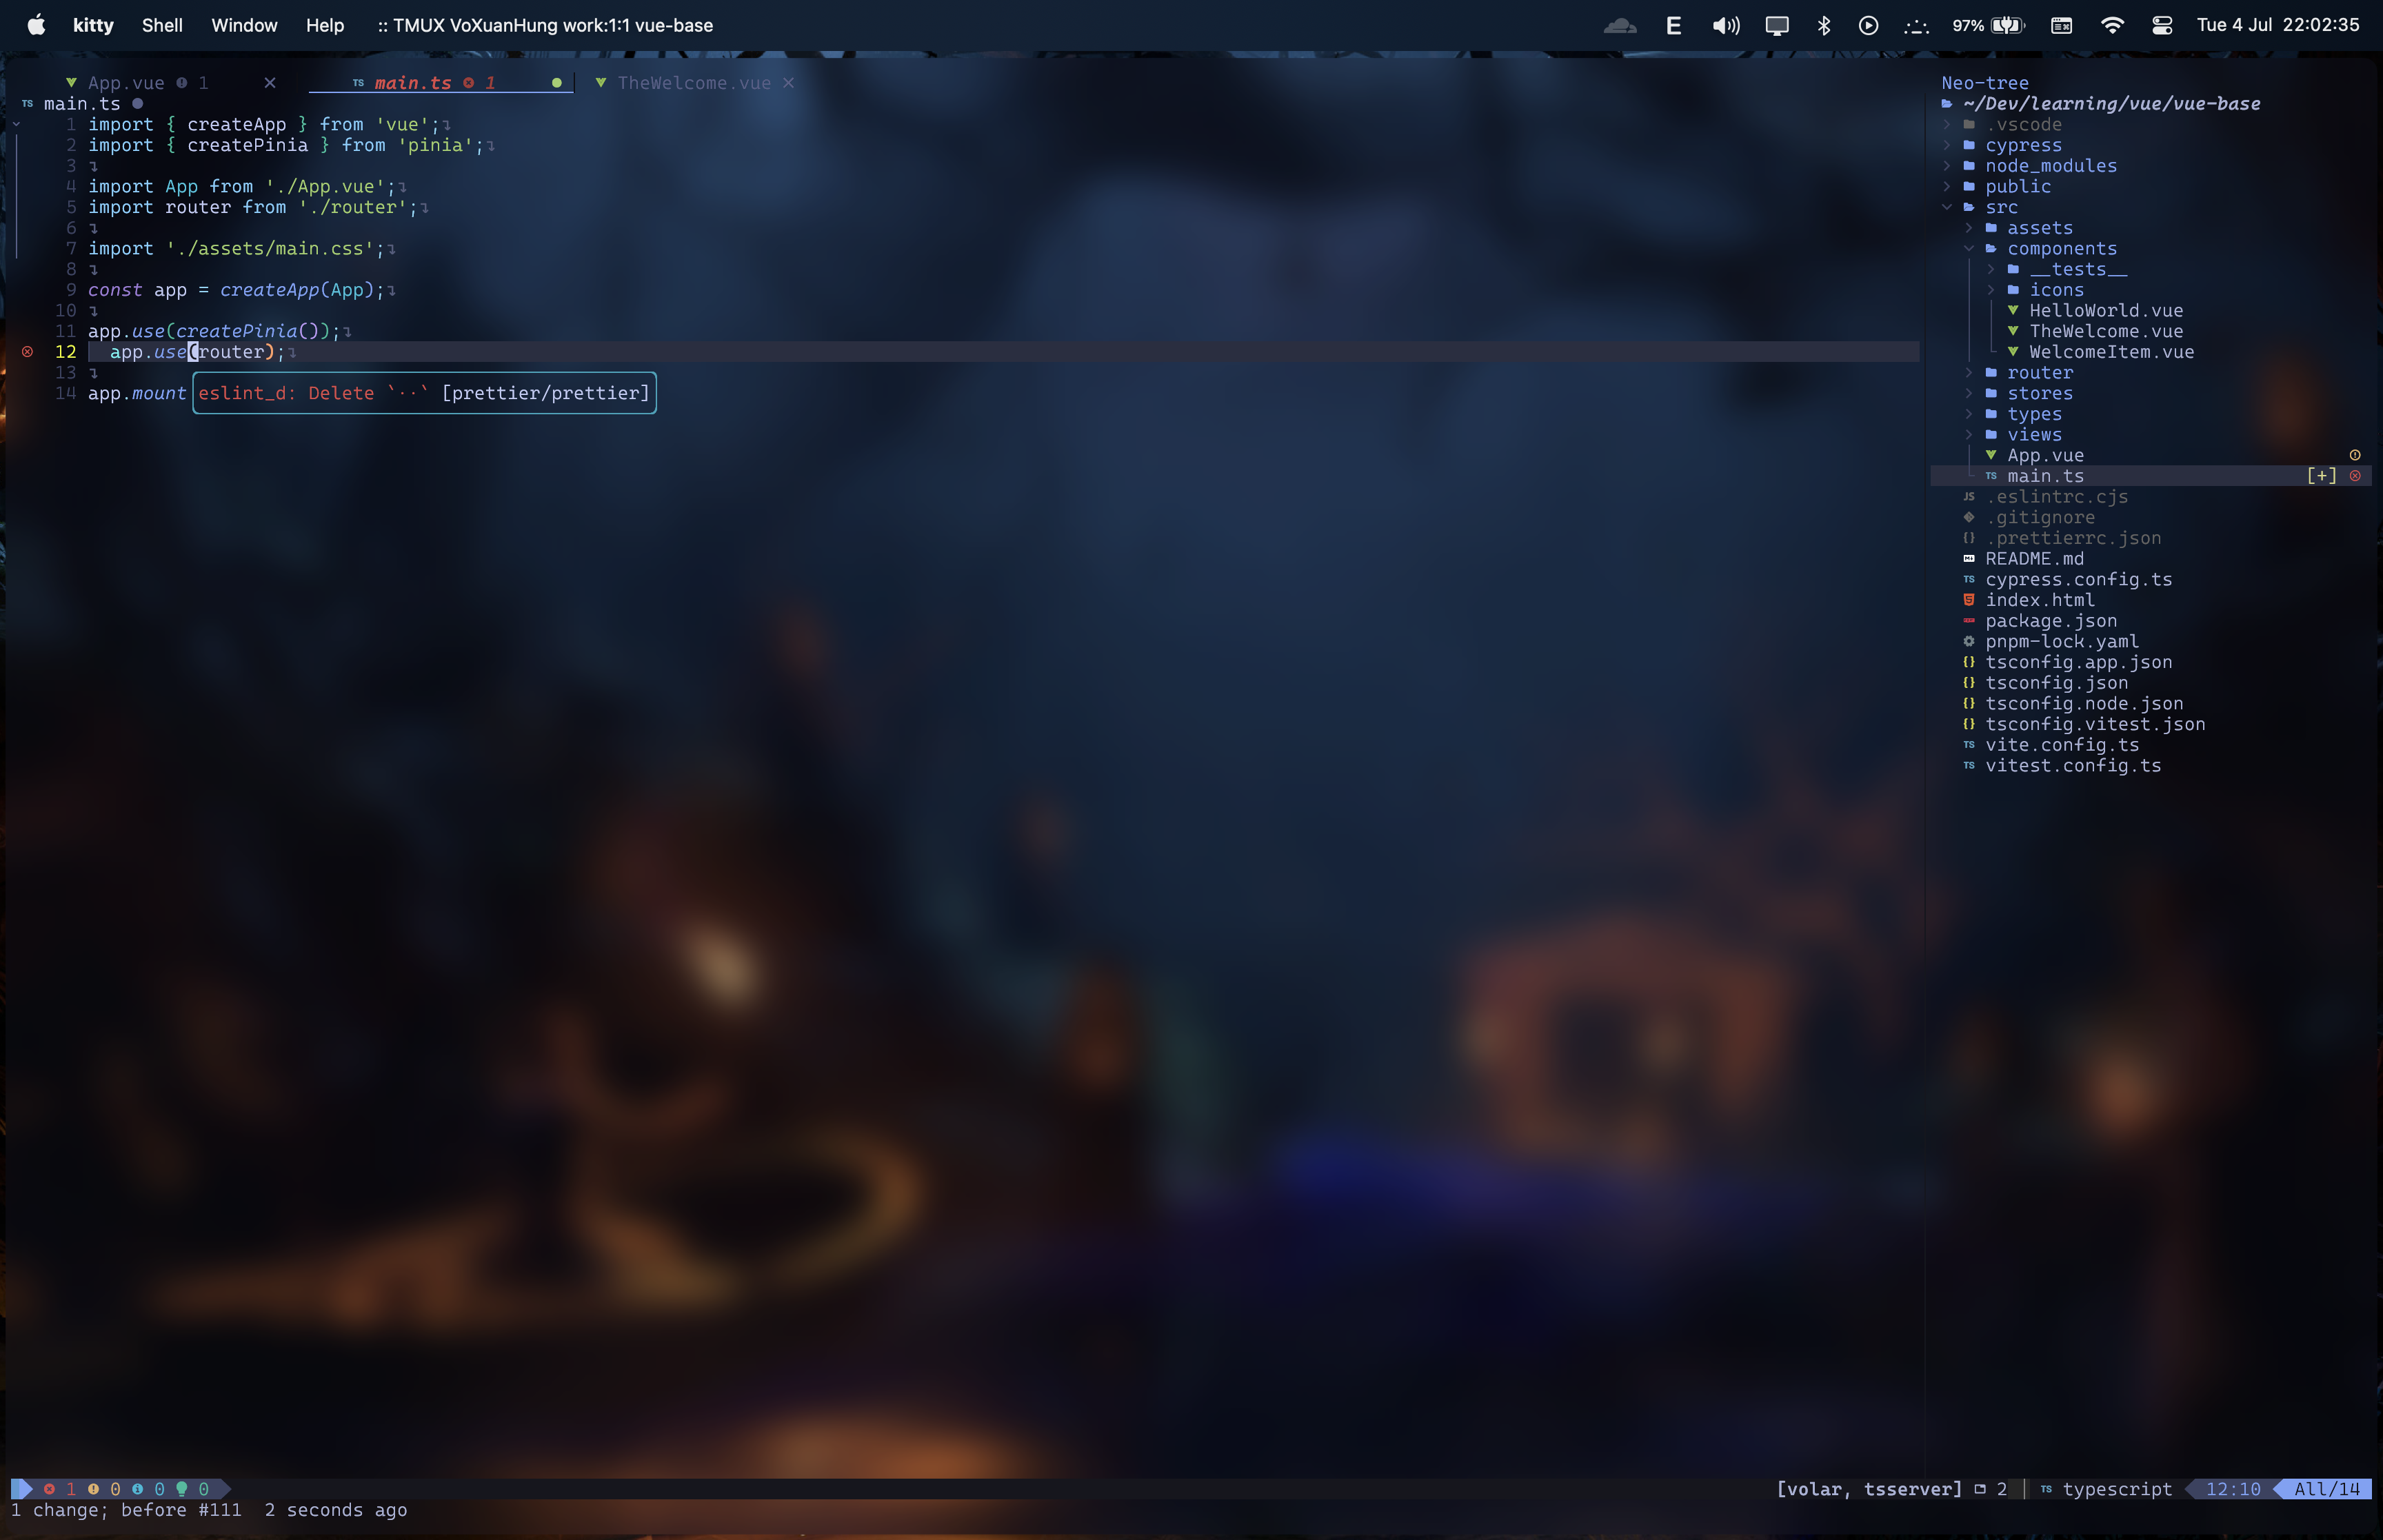 kitty Shell Window Help :: TMUX VoXuanHung work:1:1 vue-base E 97% Tue 4 Jul 22:02:35
App.vue 1 TS main.ts 1 TheWelcome.vue
TS main.ts
1 import { createApp } from 'vue';
2 import { createPinia } from 'pinia';
3
4 import App from './App.vue';
5 import router from './router';
6
7 import './assets/main.css';
8
9 const app = createApp(App);
10
11 app.use(createPinia());
12 app.use(router);
13
14 app.mount
eslint_d: Delete `··` [prettier/prettier]
Neo-tree
~/Dev/learning/vue/vue-base
.vscode
cypress
node_modules
public
src
assets
components
__tests__
icons
HelloWorld.vue
TheWelcome.vue
WelcomeItem.vue
router
stores
types
views
App.vue
TS main.ts [+]
JS .eslintrc.cjs
.gitignore
{} .prettierrc.json
README.md
TS cypress.config.ts
index.html
package.json
pnpm-lock.yaml
{} tsconfig.app.json
{} tsconfig.json
{} tsconfig.node.json
{} tsconfig.vitest.json
TS vite.config.ts
TS vitest.config.ts
1 0 0 0 [volar, tsserver] 2 TS typescript 12:10 All/14
1 change; before #111 2 seconds ago